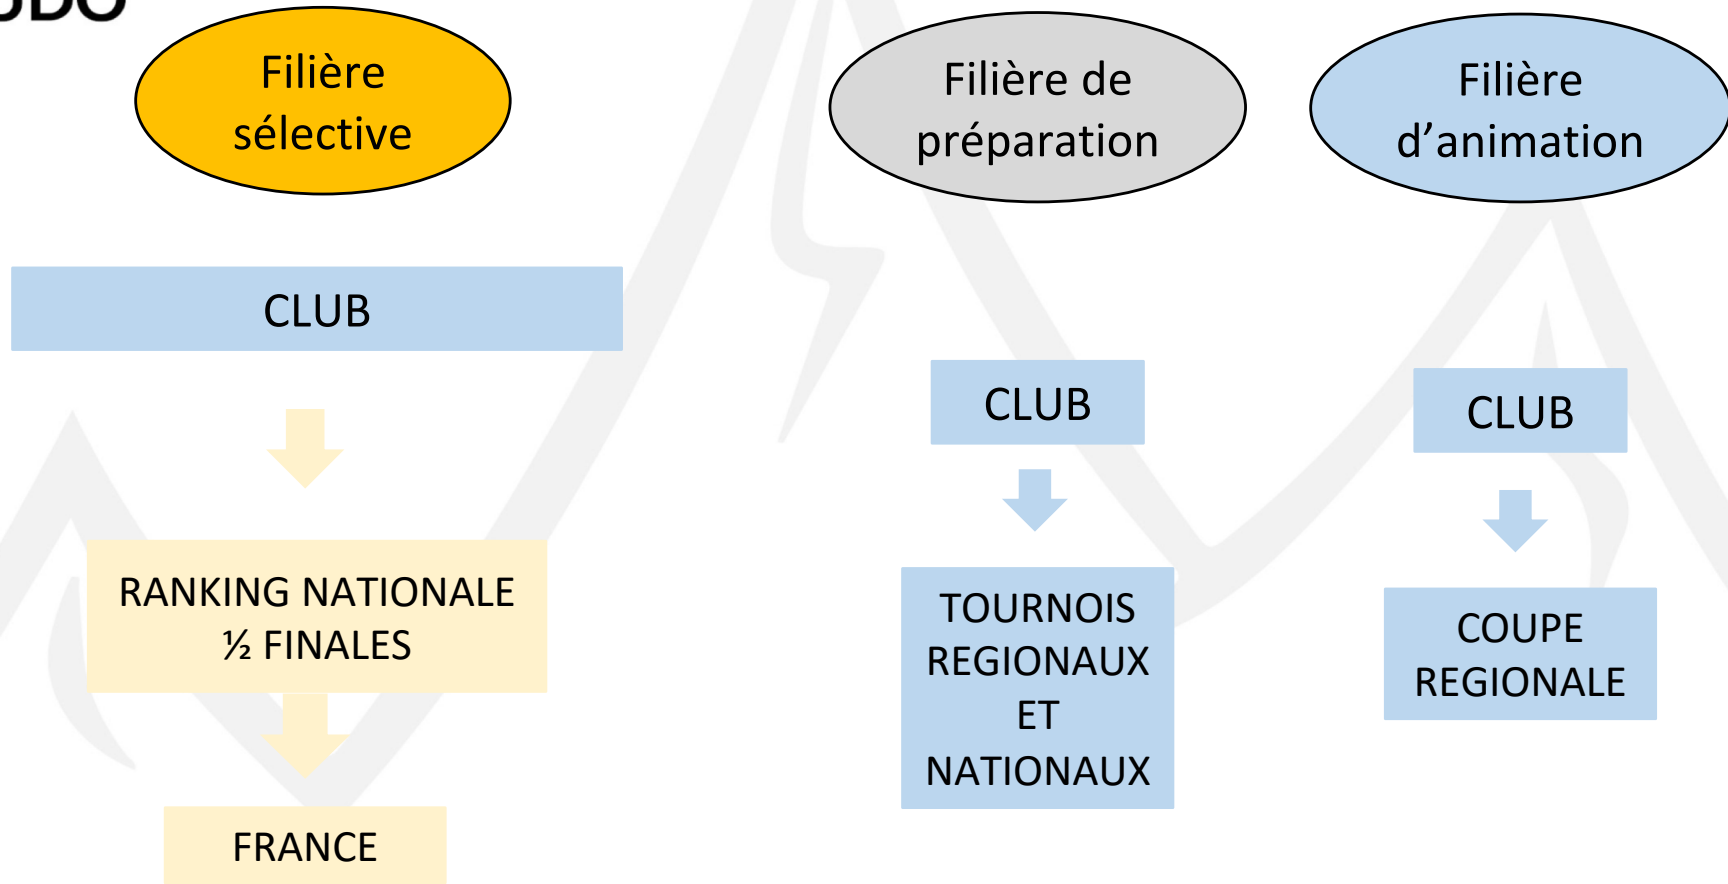 Filière
sélective
CLUB
RANKING NATIONALE
½ FINALES
FRANCE
Filière de
préparation
CLUB
TOURNOIS
REGIONAUX
ET
NATIONAUX
Filière
d’animation
CLUB
COUPE
REGIONALE